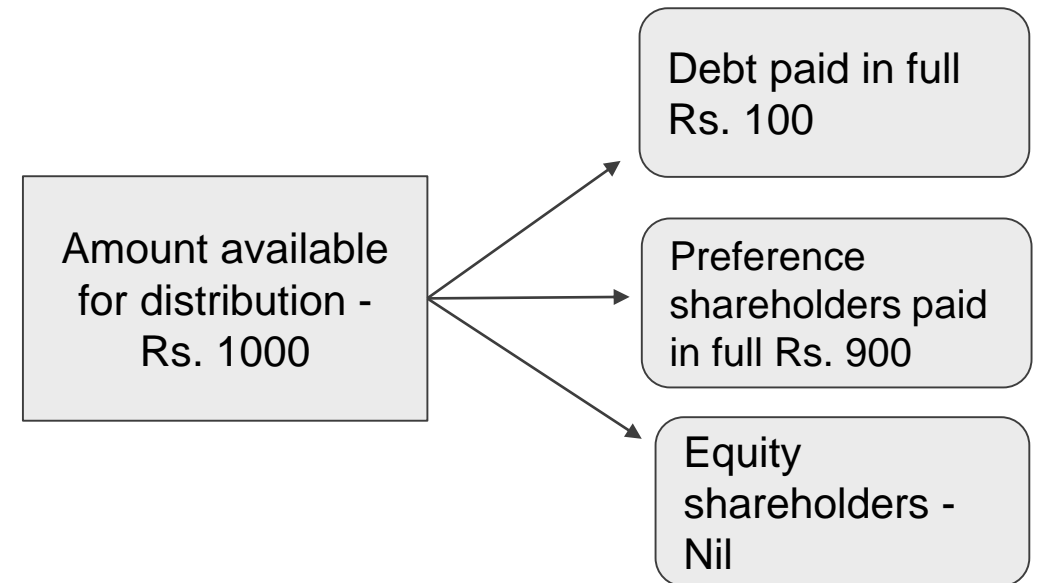 Amount available
for distribution -
Rs. 1000
Debt paid in full
Rs. 100
Preference
shareholders paid
in full Rs. 900
Equity
shareholders -
Nil